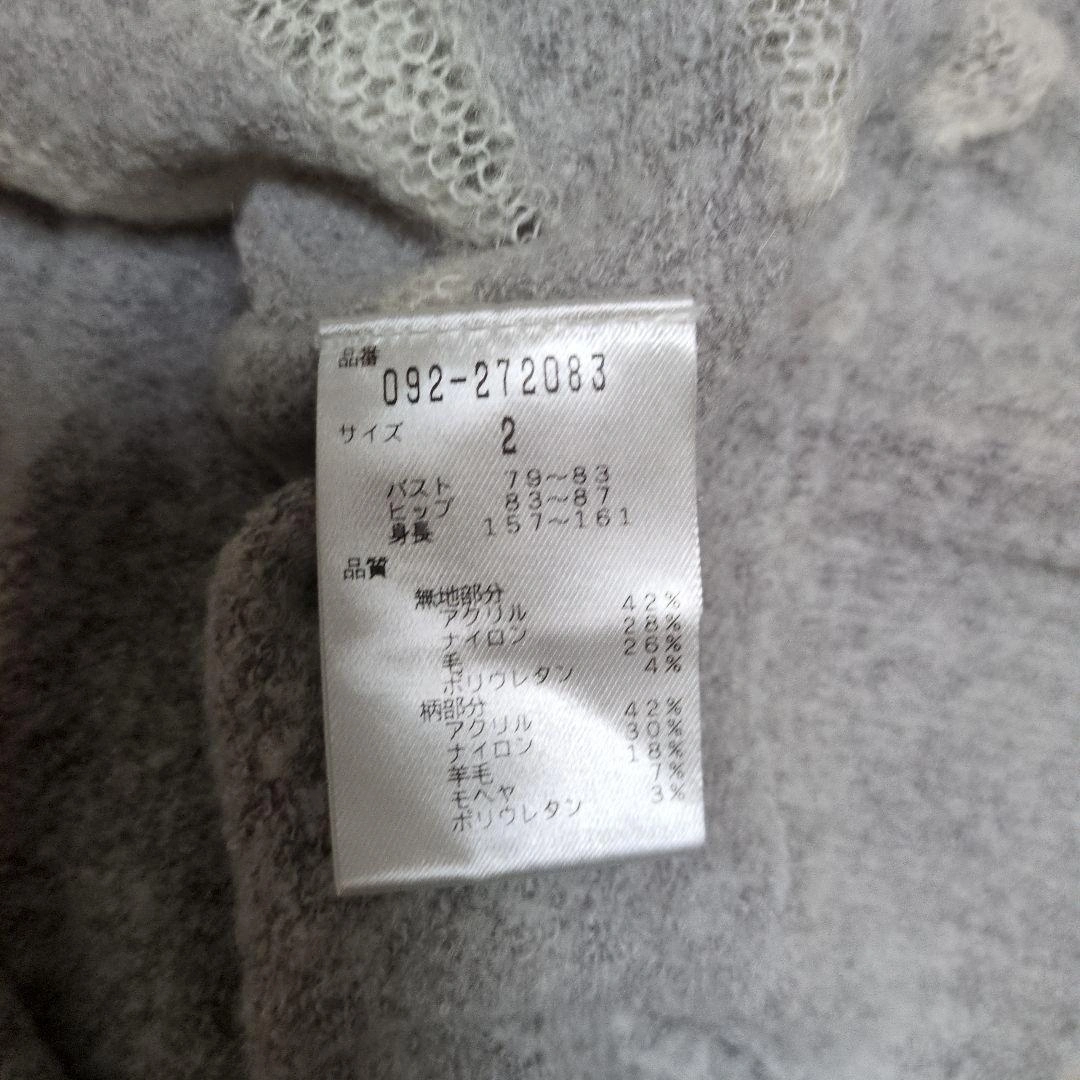 品番
092-272083
サイズ 2
バスト 79～83
ヒップ 83～87
身長 157～161
品質
無地部分
アクリル 42%
ナイロン 28%
毛 26%
ポリウレタン 4%
柄部分
アクリル 42%
ナイロン 30%
羊毛 18%
モヘヤ 7%
ポリウレタン 3%